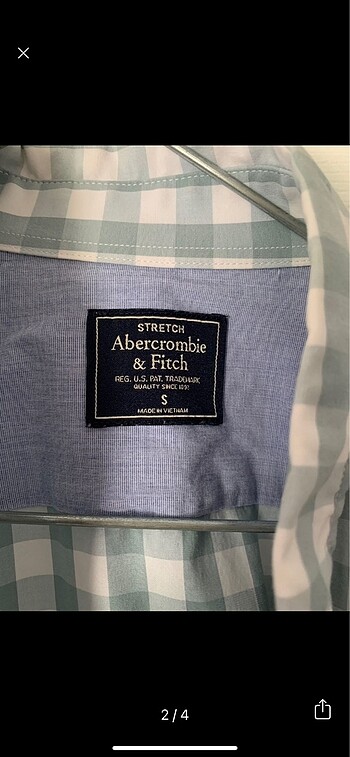 STRETCH
Abercrombie
& Fitch
REG. U.S. PAT. TRADEMARK
QUALITY SINCE 1892
S
MADE IN VIETNAM
2/4